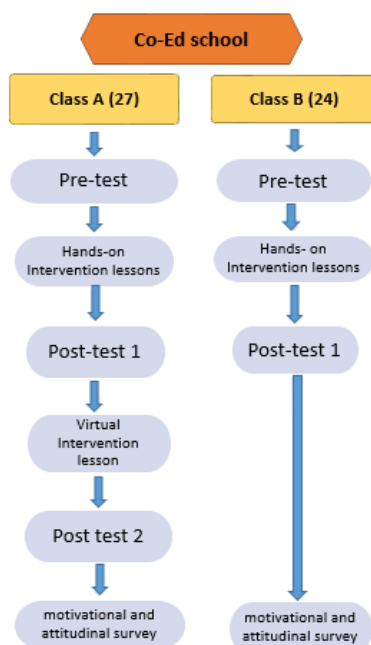 Co-Ed school
Class A (27)
Pre-test
Hands-on
Intervention lessons
Post-test 1
Virtual
Intervention
lesson
Post test 2
motivational and
attitudinal survey
Class B (24)
Pre-test
Hands- on
Intervention lessons
Post-test 1
motivational and
attitudinal survey